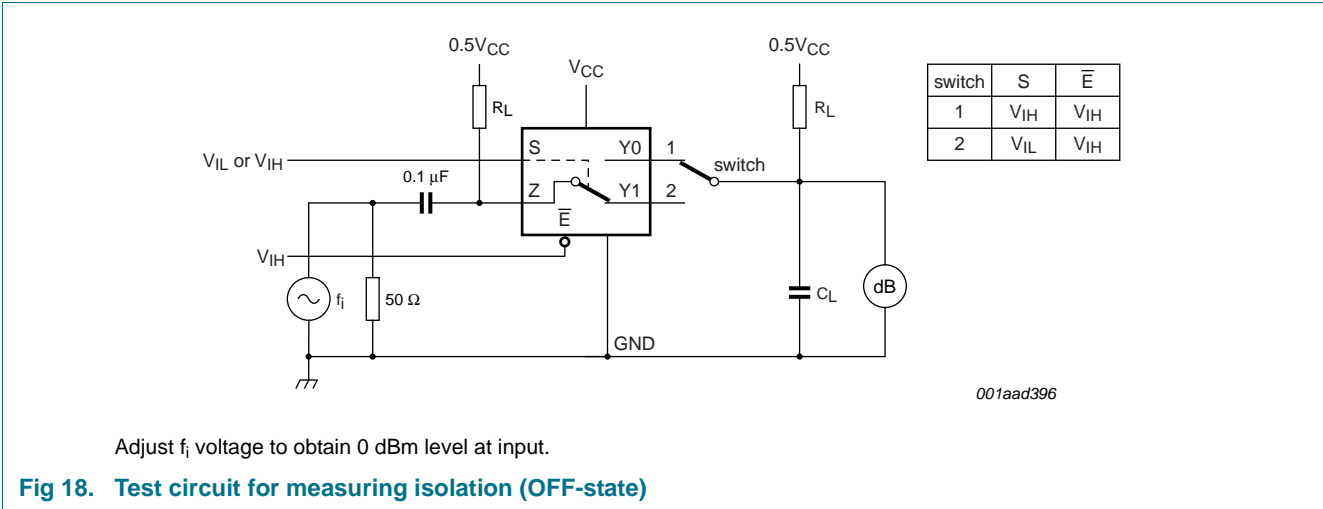 0.5VCC
0.5VCC
VCC
RL
RL
switch S E̅
1 VIH VIH
2 VIL VIH
VIL or VIH
S
Y0
1
switch
0.1 μF
Z
Y1
2
E̅
VIH
fi
50 Ω
CL
dB
GND
001aad396
Adjust fi voltage to obtain 0 dBm level at input.
Fig 18. Test circuit for measuring isolation (OFF-state)